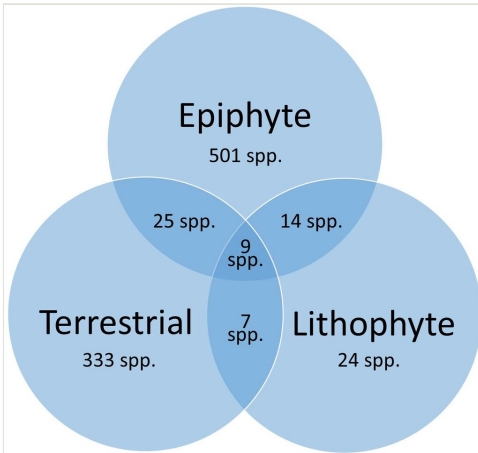 Epiphyte
501 spp.
25 spp.
14 spp.
9
spp.
Terrestrial
333 spp.
7
spp.
Lithophyte
24 spp.